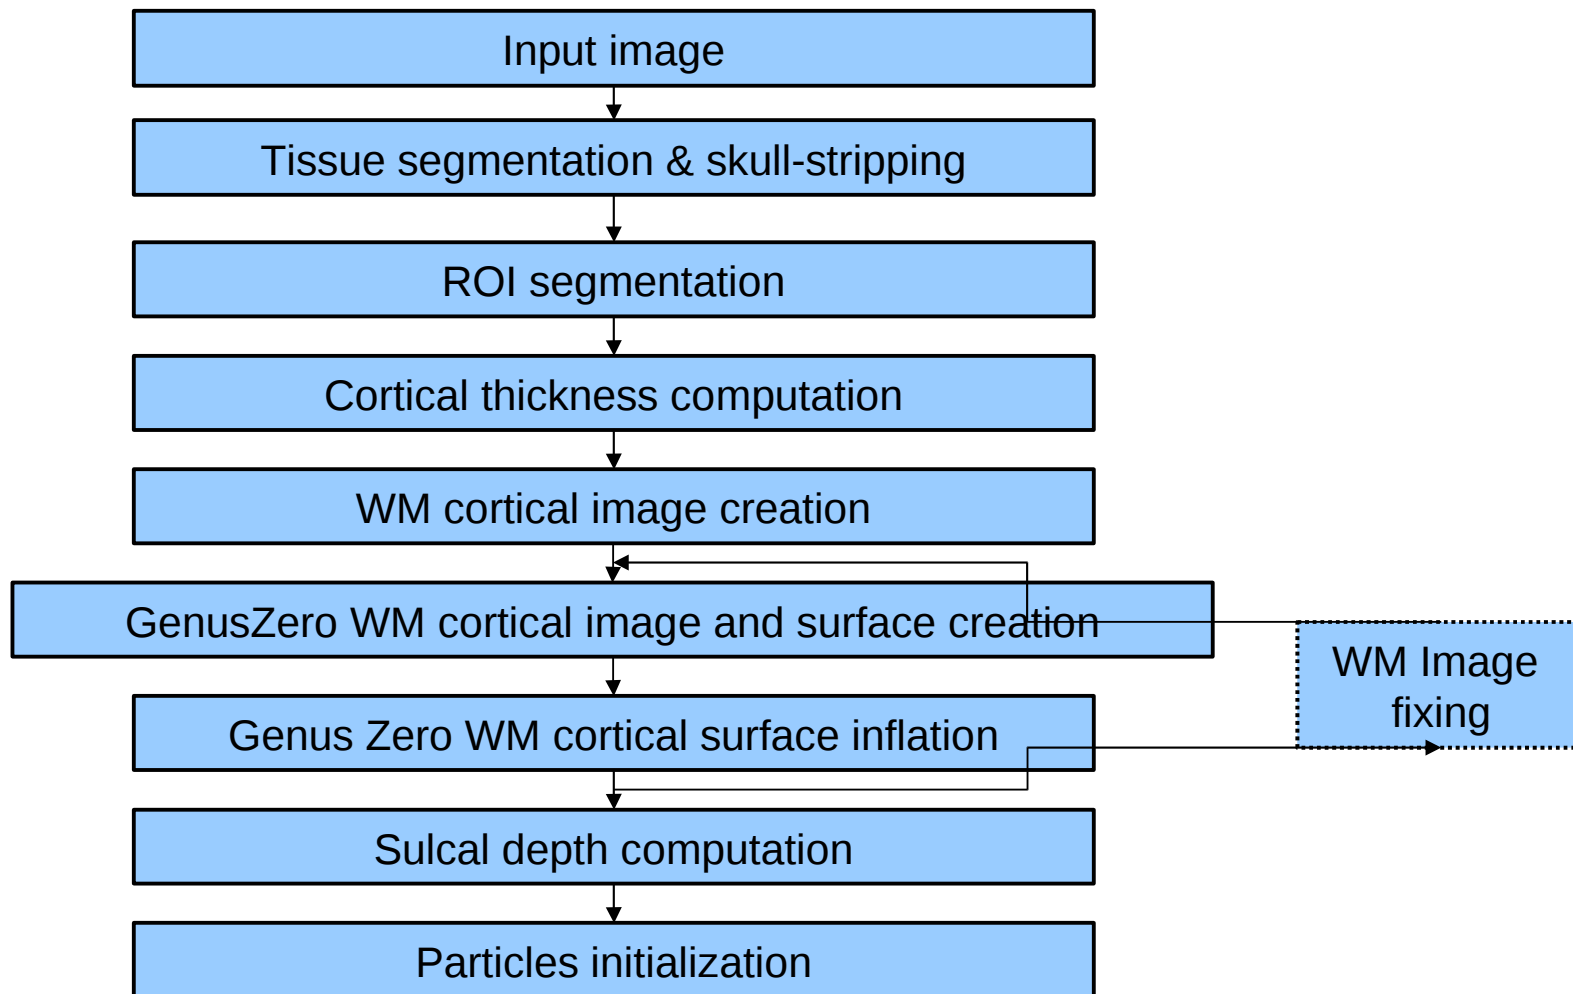 Input image
Tissue segmentation & skull-stripping
ROI segmentation
Cortical thickness computation
WM cortical image creation
GenusZero WM cortical image and surface creation
WM Image
fixing
Genus Zero WM cortical surface inflation
Sulcal depth computation
Particles initialization